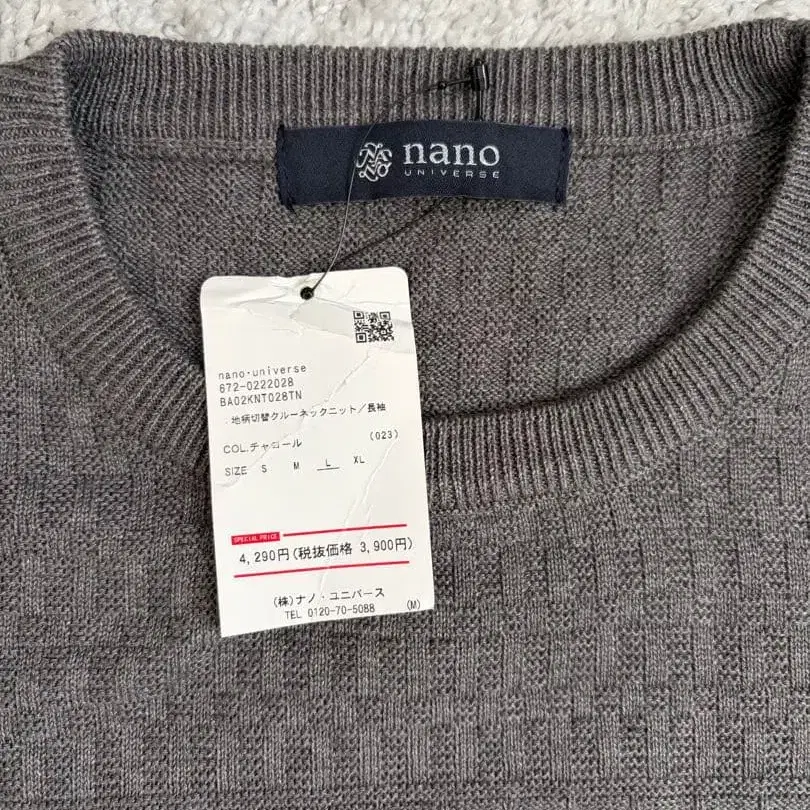 nano
UNIVERSE
nano・universe
672-0222028
BA02KNT028TN
地柄切替クルーネックニット／長袖
COL.チャコール (023)
SIZE S M L XL
SPECIAL PRICE
4,290円(税抜価格 3,900円)
(株)ナノ・ユニバース
TEL 0120-70-5088 (M)